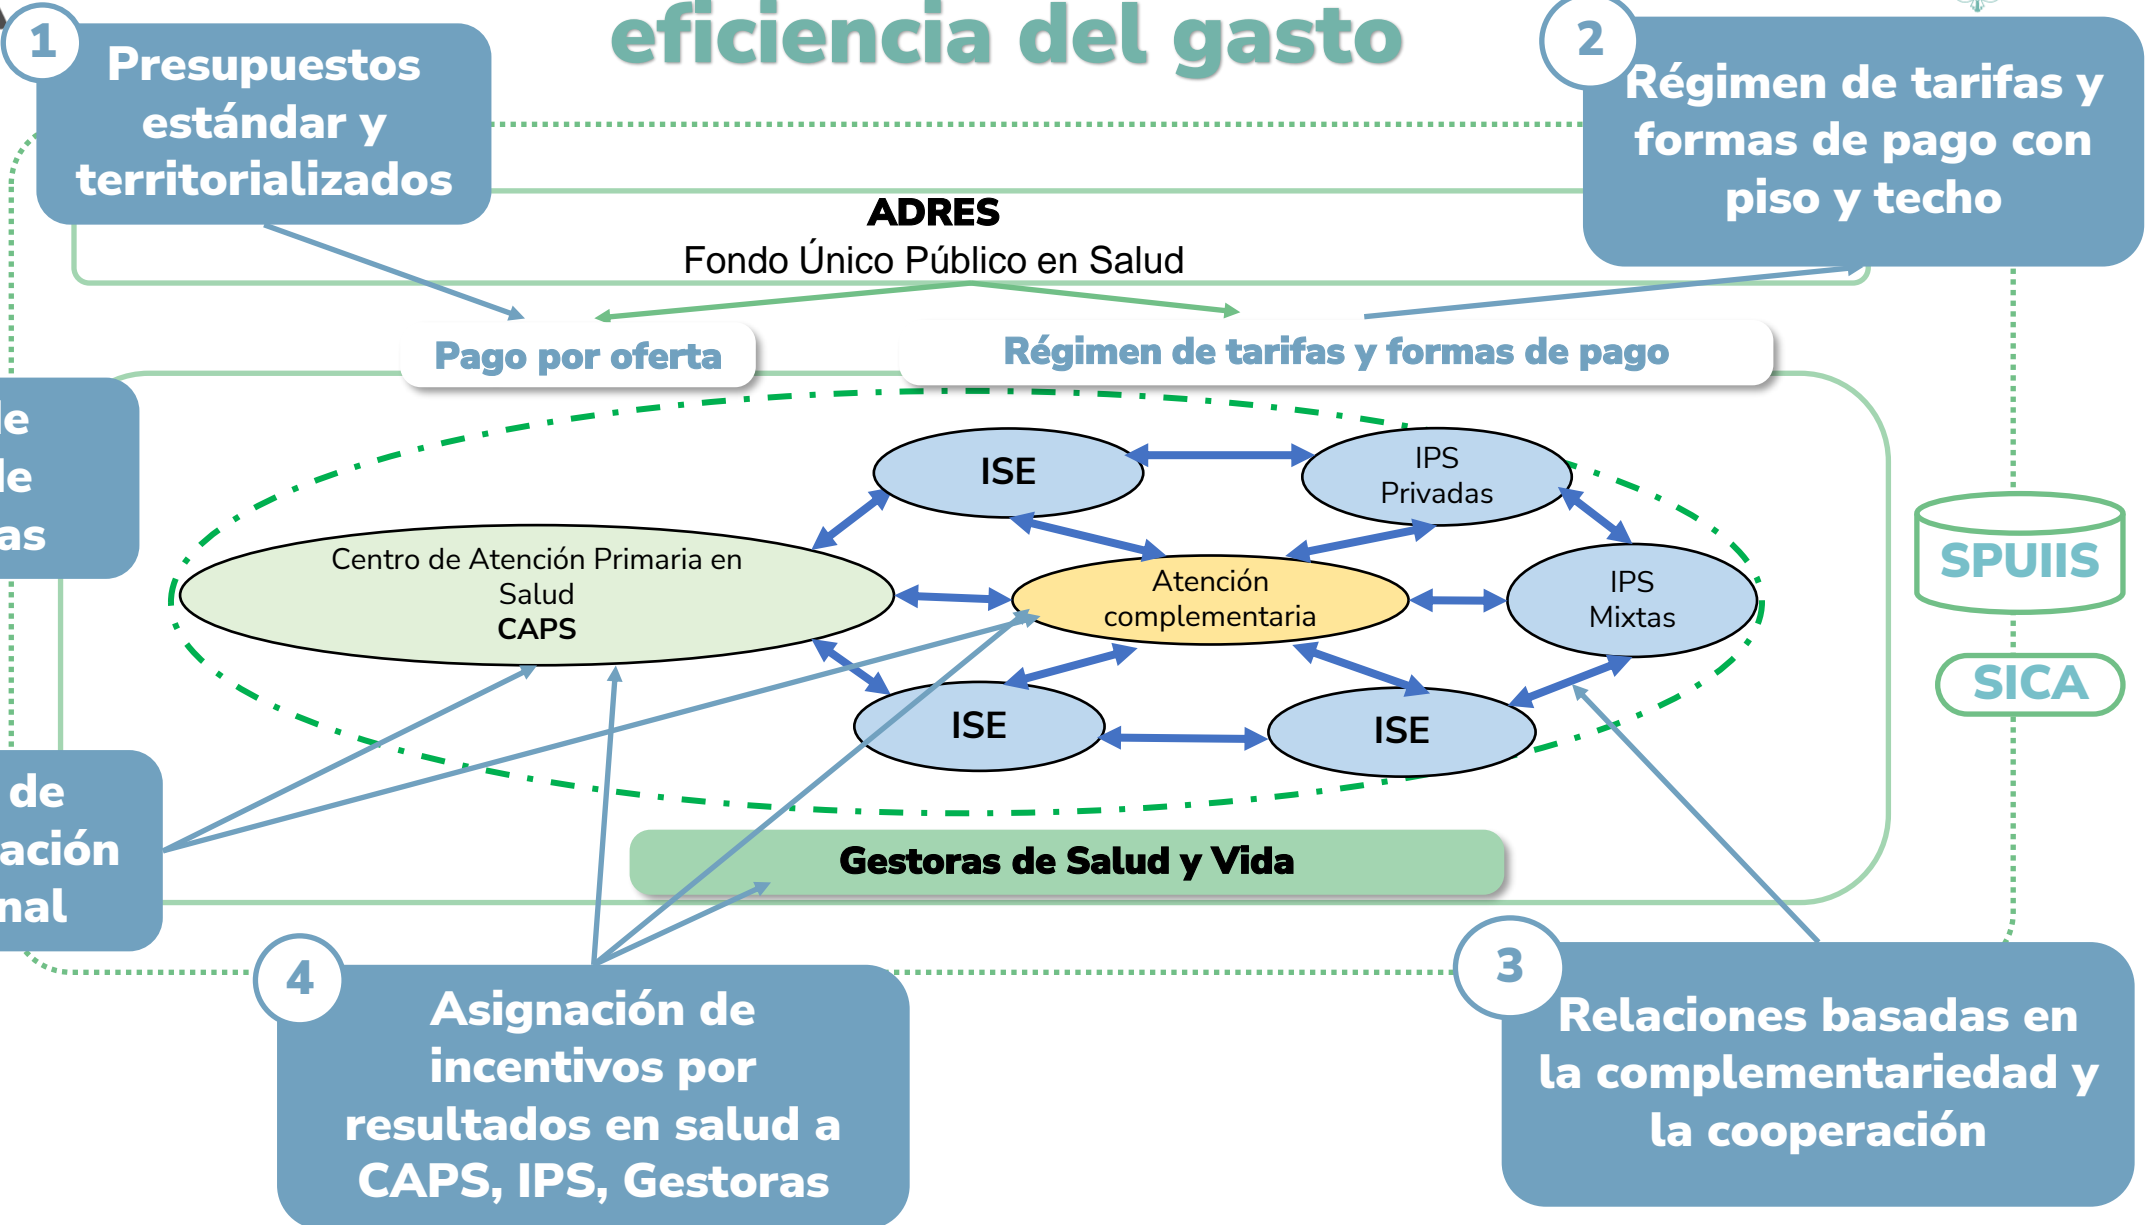 eficiencia del gasto
1
Presupuestos
estándar y
territorializados
2
Régimen de tarifas y
formas de pago con
piso y techo
ADRES
Fondo Único Público en Salud
Pago por oferta
Régimen de tarifas y formas de pago
ISE
IPS
Privadas
Centro de Atención Primaria en
Salud
CAPS
Atención
complementaria
IPS
Mixtas
ISE
ISE
SPUIIS
SICA
de
Gestoras de Salud y Vida
4
Asignación de
incentivos por
resultados en salud a
CAPS, IPS, Gestoras
3
Relaciones basadas en
la complementariedad y
la cooperación